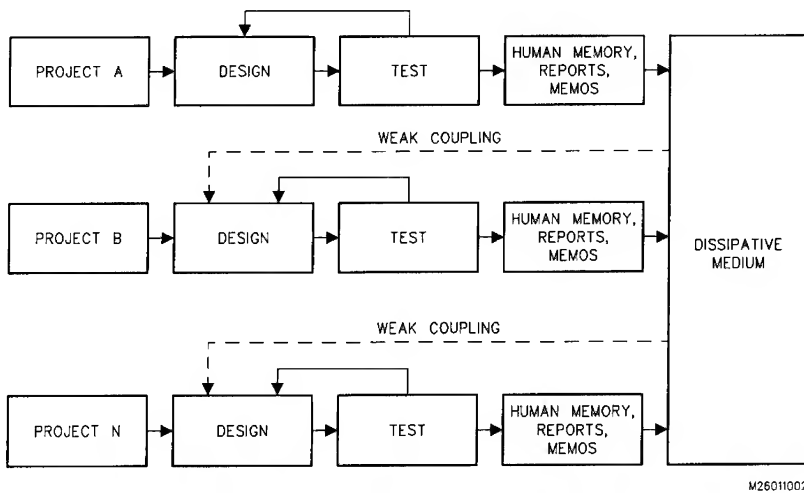 PROJECT A
DESIGN
TEST
HUMAN MEMORY,
REPORTS,
MEMOS
WEAK COUPLING
PROJECT B
DESIGN
TEST
HUMAN MEMORY,
REPORTS,
MEMOS
DISSIPATIVE
MEDIUM
WEAK COUPLING
PROJECT N
DESIGN
TEST
HUMAN MEMORY,
REPORTS,
MEMOS
M26011002